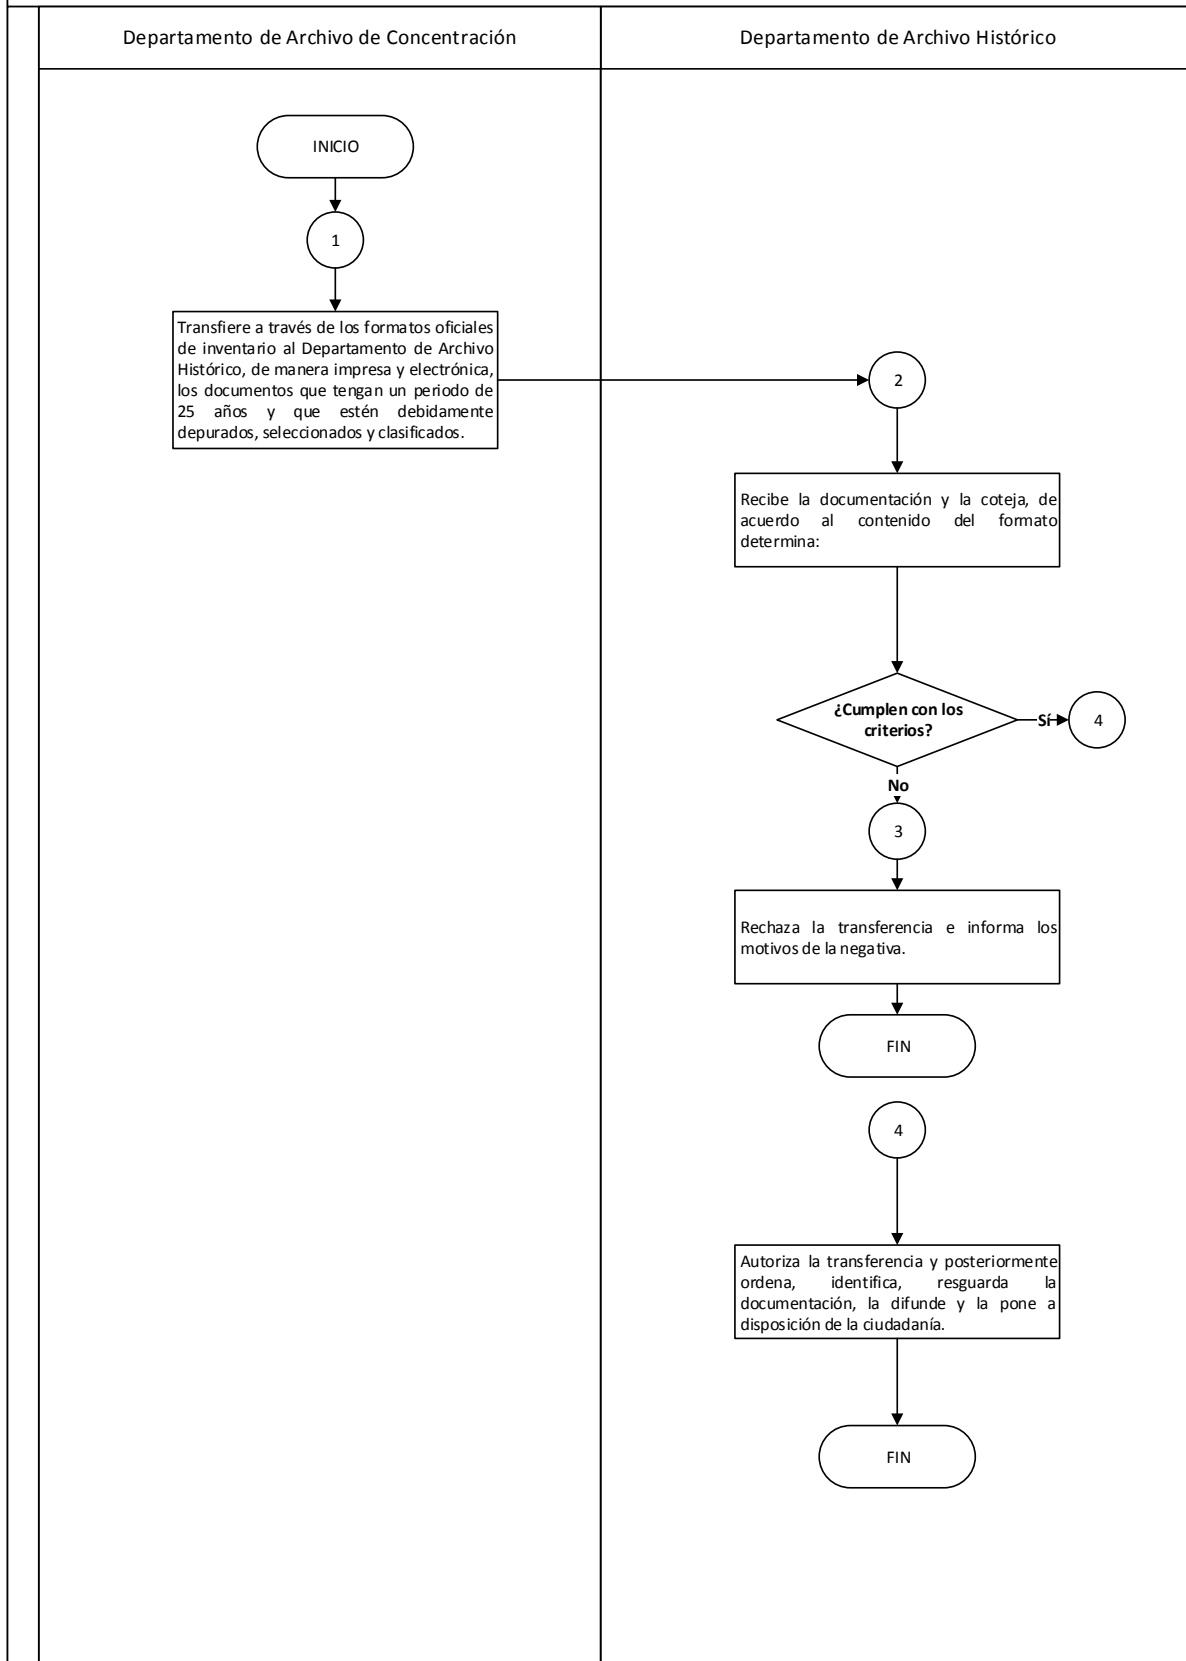 Departamento de Archivo de Concentración
Departamento de Archivo Histórico
INICIO
1
Transfiere a través de los formatos oficiales
de inventario al Departamento de Archivo
Histórico, de manera impresa y electrónica,
los documentos que tengan un periodo de
25 años y que estén debidamente
depurados, seleccionados y clasificados.
2
Recibe la documentación y la coteja, de
acuerdo al contenido del formato
determina:
¿Cumplen con los
criterios?
Sí
4
No
3
Rechaza la transferencia e informa los
motivos de la negativa.
FIN
4
Autoriza la transferencia y posteriormente
ordena, identifica, resguarda la
documentación, la difunde y la pone a
disposición de la ciudadanía.
FIN